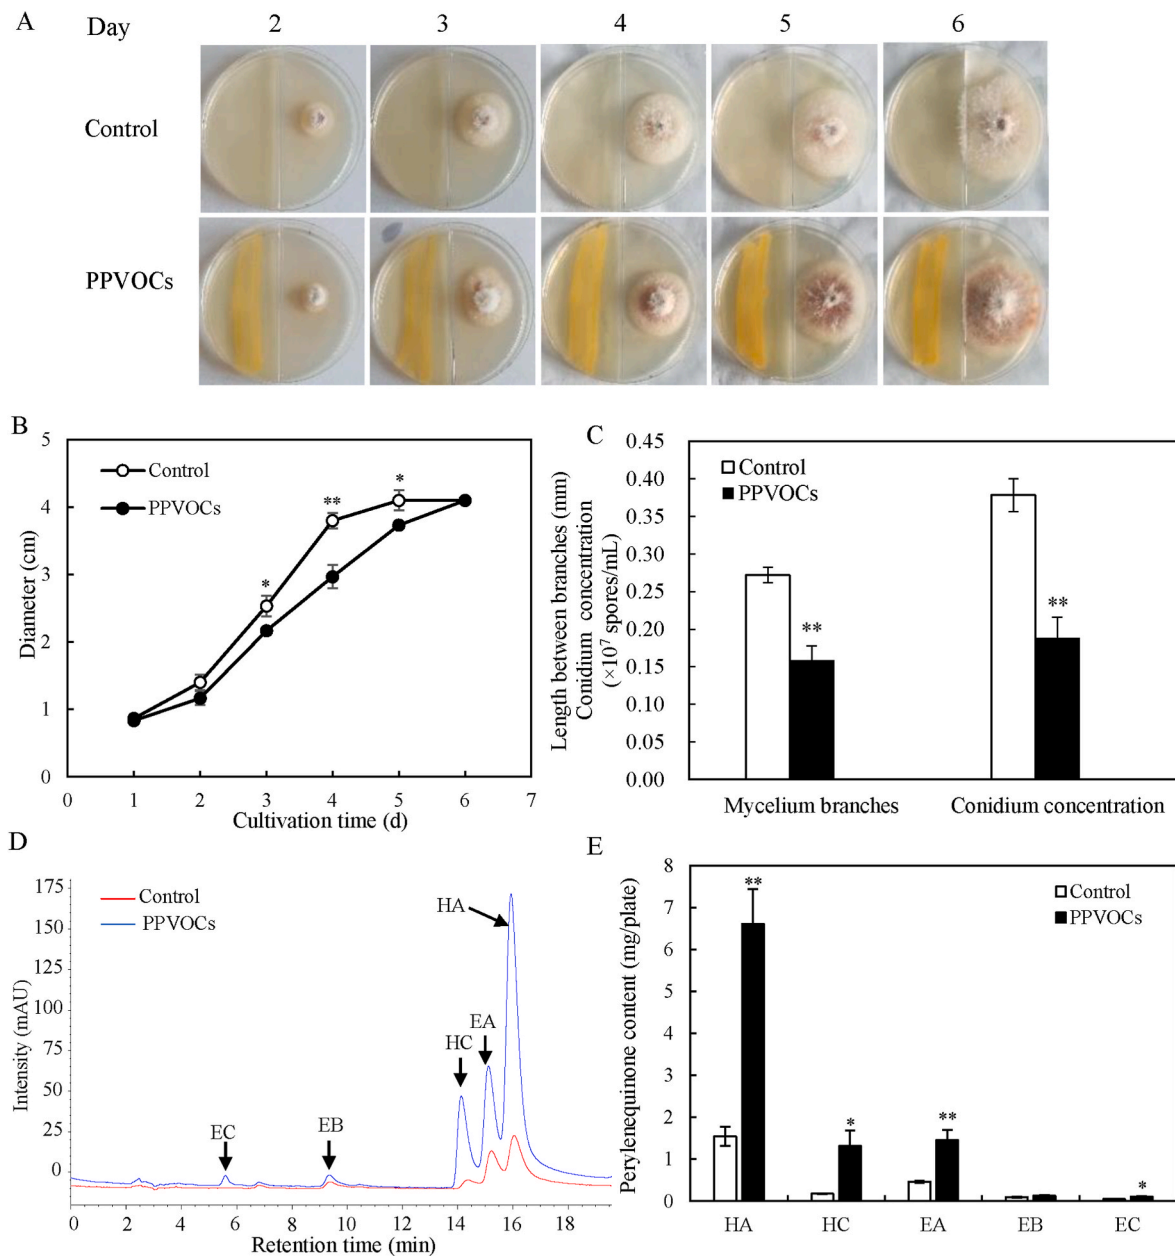 A Day 2 3 4 5 6
Control
PPVOCs
B
5
4
3
2
1
0
Control
PPVOCs
*
**
*
Diameter (cm)
0 1 2 3 4 5 6 7
Cultivation time (d)
C
0.45
0.40
0.35
0.30
0.25
0.20
0.15
0.10
0.05
0.00
Control
PPVOCs
**
**
Length between branches (mm)
Conidium concentration
(×10⁷ spores/mL)
Mycelium branches Conidium concentration
D
175
150
125
100
75
50
25
0
Control
PPVOCs
HA
EA
HC
EB
EC
Intensity (mAU)
0 2 4 6 8 10 12 14 16 18
Retention time (min)
E
8
7
6
5
4
3
2
1
0
Control
PPVOCs
**
*
**
*
Perylenequinone content (mg/plate)
HA HC EA EB EC